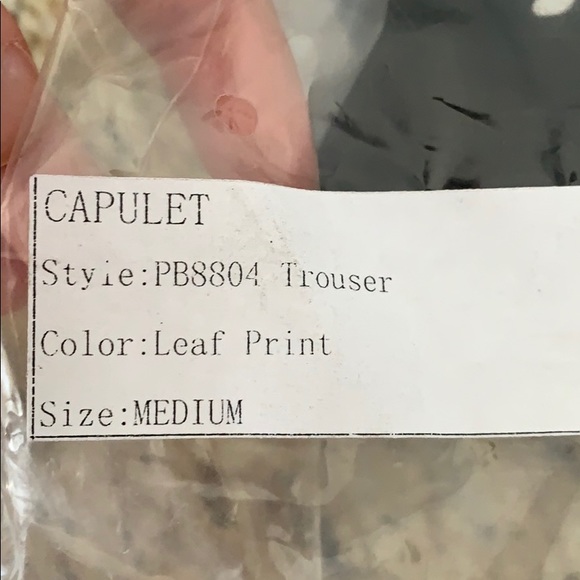 CAPULET
Style:PB8804 Trouser
Color:Leaf Print
Size:MEDIUM